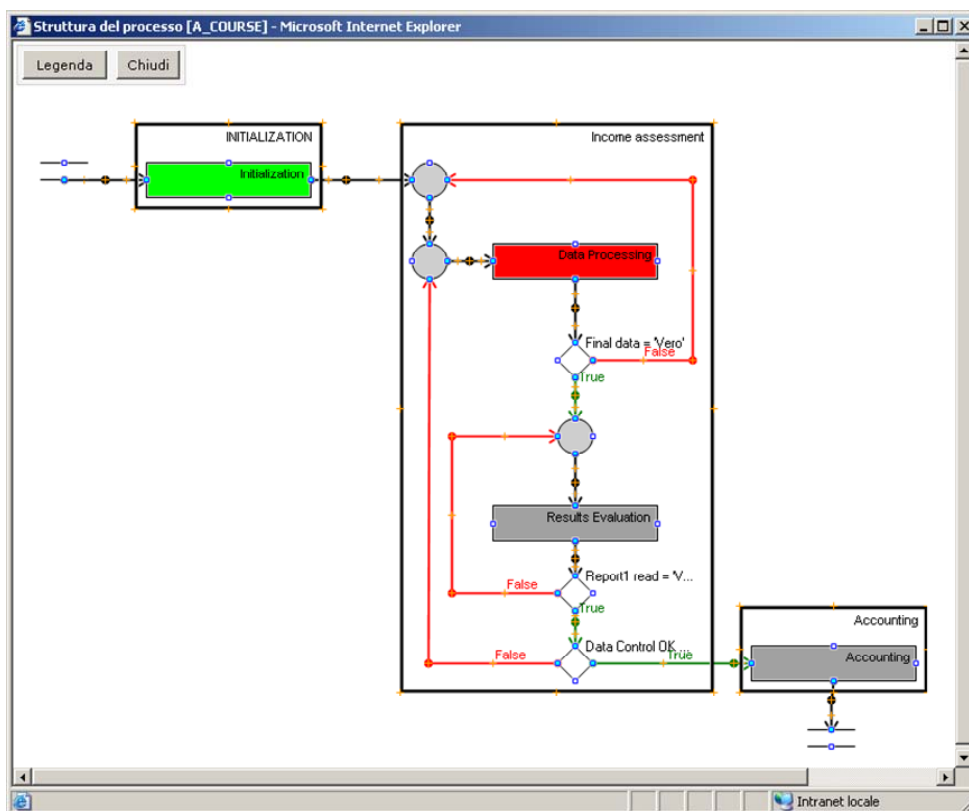 Struttura del processo [A_COURSE] - Microsoft Internet Explorer
Legenda
Chiudi
INITIALIZATION
Initialization
Income assessment
Data Processing
Final data = 'Vero'
False
True
Results Evaluation
Report1 read = 'V...
False
True
Data Control OK
False
True
Accounting
Accounting
Intranet locale